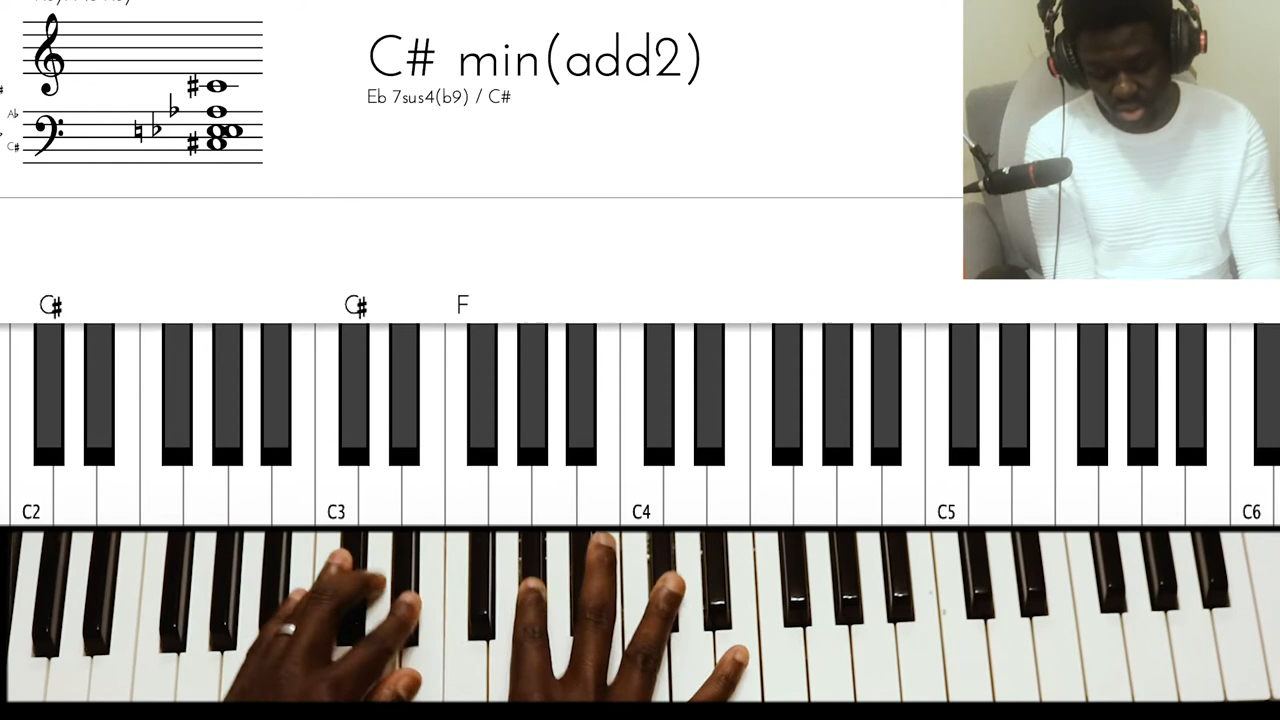 C# min(add2)
Eb 7sus4(b9) / C#
A♭
C#
C# C# F
C2 C3 C4 C5 C6